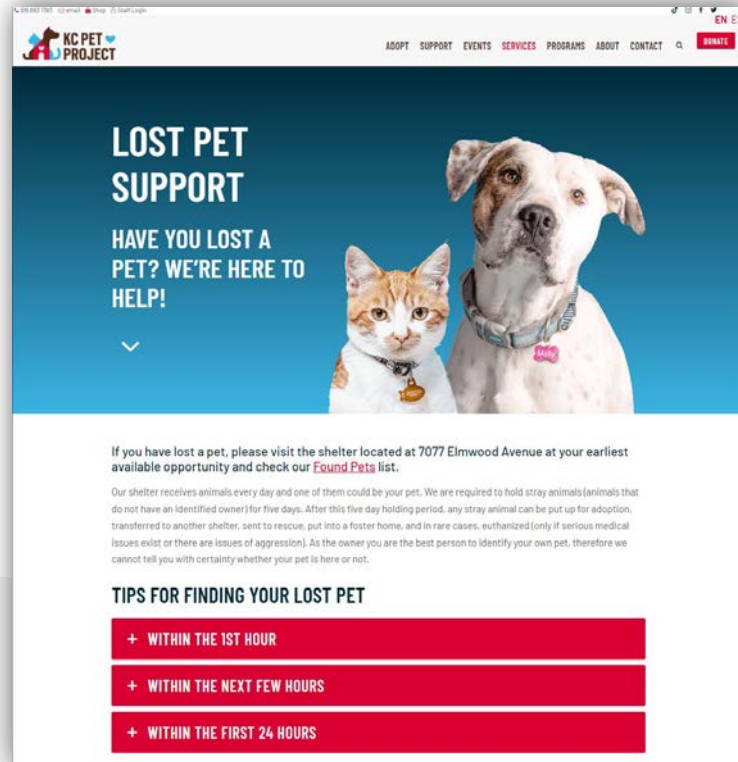 email Shop Staff Login
EN
KC PET
PROJECT
ADOPT SUPPORT EVENTS SERVICES PROGRAMS ABOUT CONTACT DONATE
LOST PET
SUPPORT
HAVE YOU LOST A
PET? WE'RE HERE TO
HELP!
Molly
If you have lost a pet, please visit the shelter located at 7077 Elmwood Avenue at your earliest
available opportunity and check our Found Pets list.
Our shelter receives animals every day and one of them could be your pet. We are required to hold stray animals (animals that
do not have an identified owner) for five days. After this five day holding period, any stray animal can be put up for adoption,
transferred to another shelter, sent to rescue, put into a foster home, and in rare cases, euthanized (only if serious medical
issues exist or there are issues of aggression). As the owner you are the best person to identify your own pet, therefore we
cannot tell you with certainty whether your pet is here or not.
TIPS FOR FINDING YOUR LOST PET
+ WITHIN THE 1ST HOUR
+ WITHIN THE NEXT FEW HOURS
+ WITHIN THE FIRST 24 HOURS